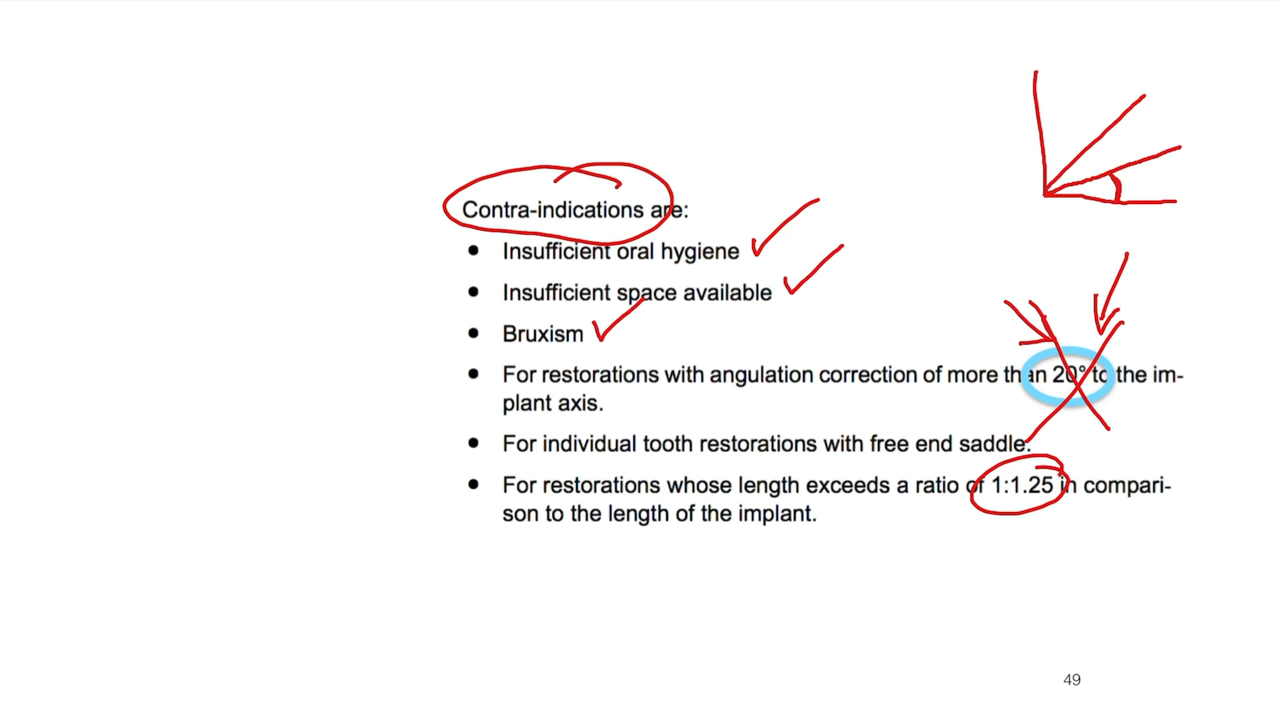 Contra-indications are:
• Insufficient oral hygiene
• Insufficient space available
• Bruxism
• For restorations with angulation correction of more than 20° to the im-
plant axis.
• For individual tooth restorations with free end saddle.
• For restorations whose length exceeds a ratio of 1:1.25 in compari-
son to the length of the implant.
49